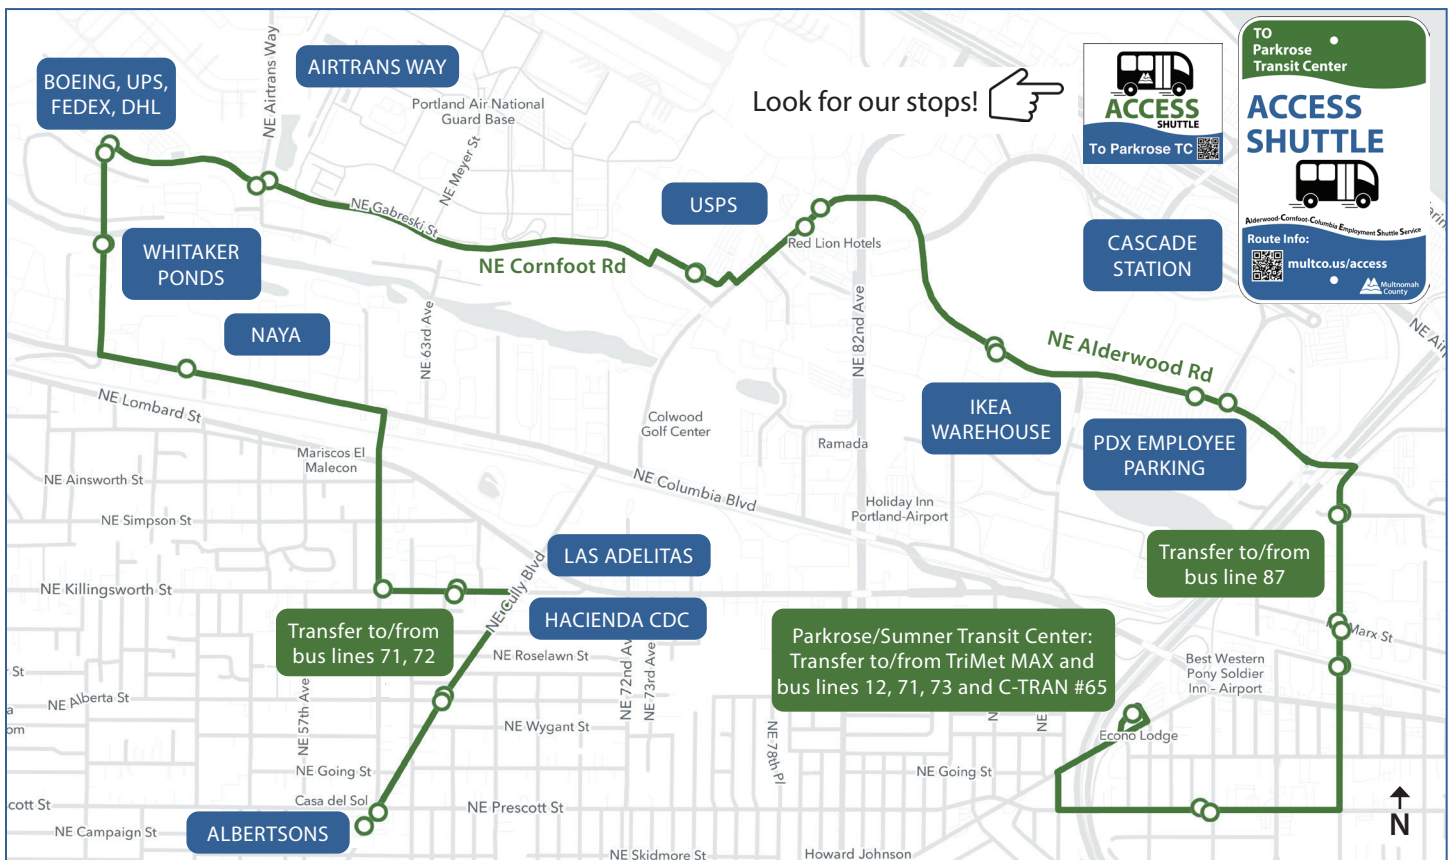 BOEING, UPS,
FEDEX, DHL
NE Airtrans Way
AIRTRANS WAY
Portland Air National
Guard Base
NE Meyer St
Look for our stops!
ACCESS
SHUTTLE
To Parkrose TC
TO
Parkrose
Transit Center
ACCESS
SHUTTLE
Alderwood-Cornfoot-Columbia Employment Shuttle Service
Route Info:
multco.us/access
Multnomah
County
WHITAKER
PONDS
NE Gabreski St
NE Cornfoot Rd
USPS
Red Lion Hotels
CASCADE
STATION
NAYA
NE 63rd Ave
NE 82nd Ave
NE Alderwood Rd
NE Lombard St
IKEA
WAREHOUSE
PDX EMPLOYEE
PARKING
Colwood
Golf Center
Ramada
Mariscos El
Malecon
NE Ainsworth St
NE Columbia Blvd
Holiday Inn
Portland-Airport
NE Simpson St
LAS ADELITAS
Transfer to/from
bus line 87
NE Killingsworth St
NE Cully Blvd
HACIENDA CDC
Transfer to/from
bus lines 71, 72
Parkrose/Sumner Transit Center:
Transfer to/from TriMet MAX and
bus lines 12, 71, 73 and C-TRAN #65
Marx St
NE Roselawn St
NE 72nd Ave
NE 73rd Ave
Best Western
Pony Soldier
Inn - Airport
St
NE Alberta St
NE 57th Ave
NE Wygant St
NE 78th Pl
NE
Econo Lodge
NE Going St
NE Going St
cott St
Casa del Sol
NE Prescott St
NE Campaign St
ALBERTSONS
NE Skidmore St
Howard Johnson
N